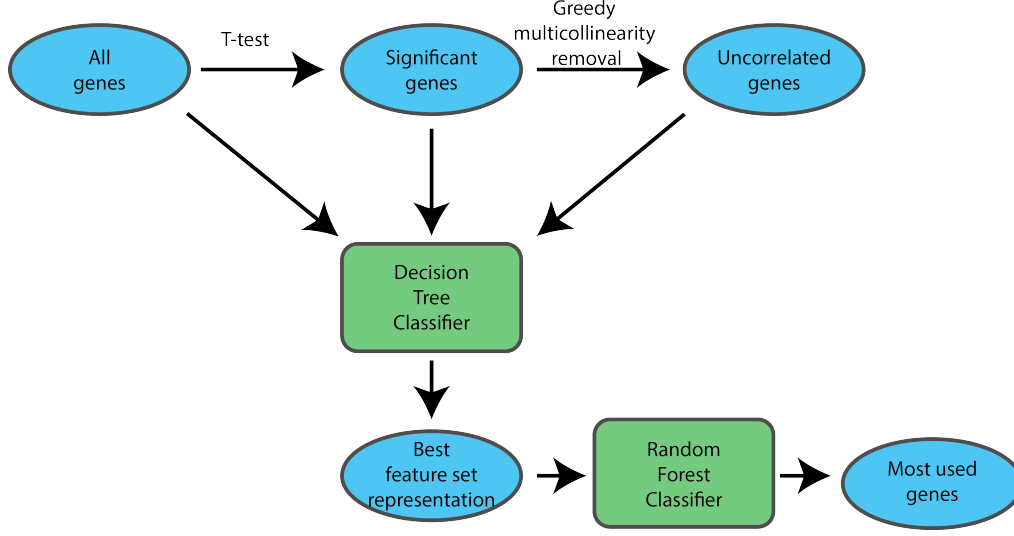 All
genes
T-test
Significant
genes
Greedy
multicollinearity
removal
Uncorrelated
genes
Decision
Tree
Classifier
Best
feature set
representation
Random
Forest
Classifier
Most used
genes